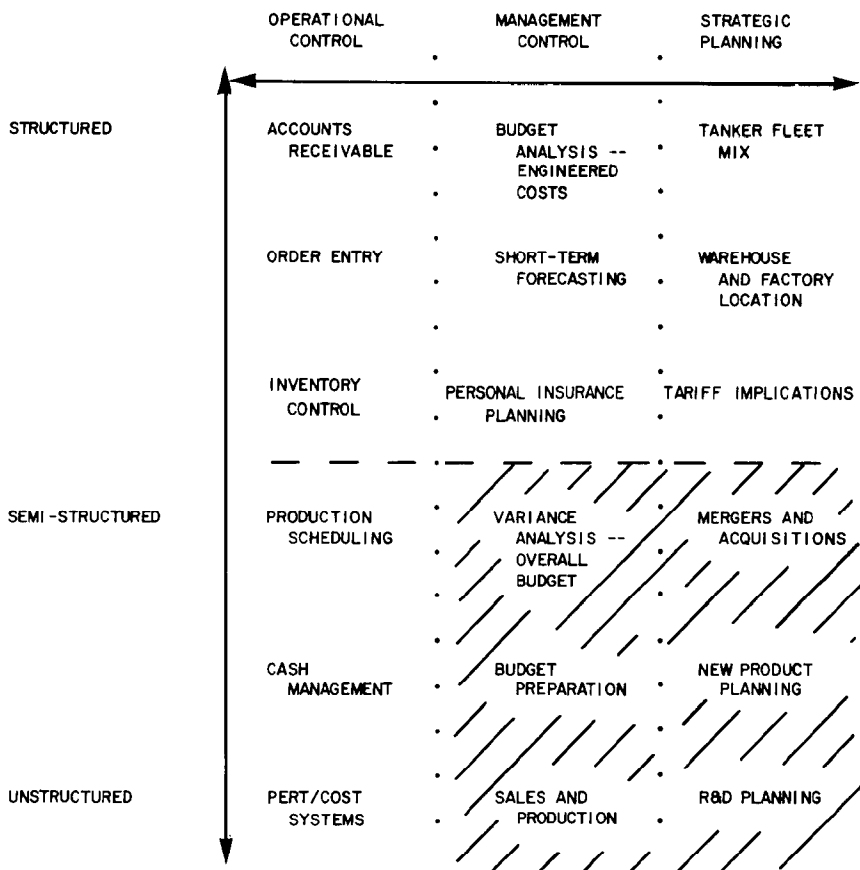 OPERATIONAL CONTROL
MANAGEMENT CONTROL
STRATEGIC PLANNING
STRUCTURED
ACCOUNTS RECEIVABLE
BUDGET ANALYSIS -- ENGINEERED COSTS
TANKER FLEET MIX
ORDER ENTRY
SHORT-TERM FORECASTING
WAREHOUSE AND FACTORY LOCATION
INVENTORY CONTROL
PERSONAL INSURANCE PLANNING
TARIFF IMPLICATIONS
SEMI-STRUCTURED
PRODUCTION SCHEDULING
VARIANCE ANALYSIS -- OVERALL BUDGET
MERGERS AND ACQUISITIONS
CASH MANAGEMENT
BUDGET PREPARATION
NEW PRODUCT PLANNING
UNSTRUCTURED
PERT/COST SYSTEMS
SALES AND PRODUCTION
R&D PLANNING